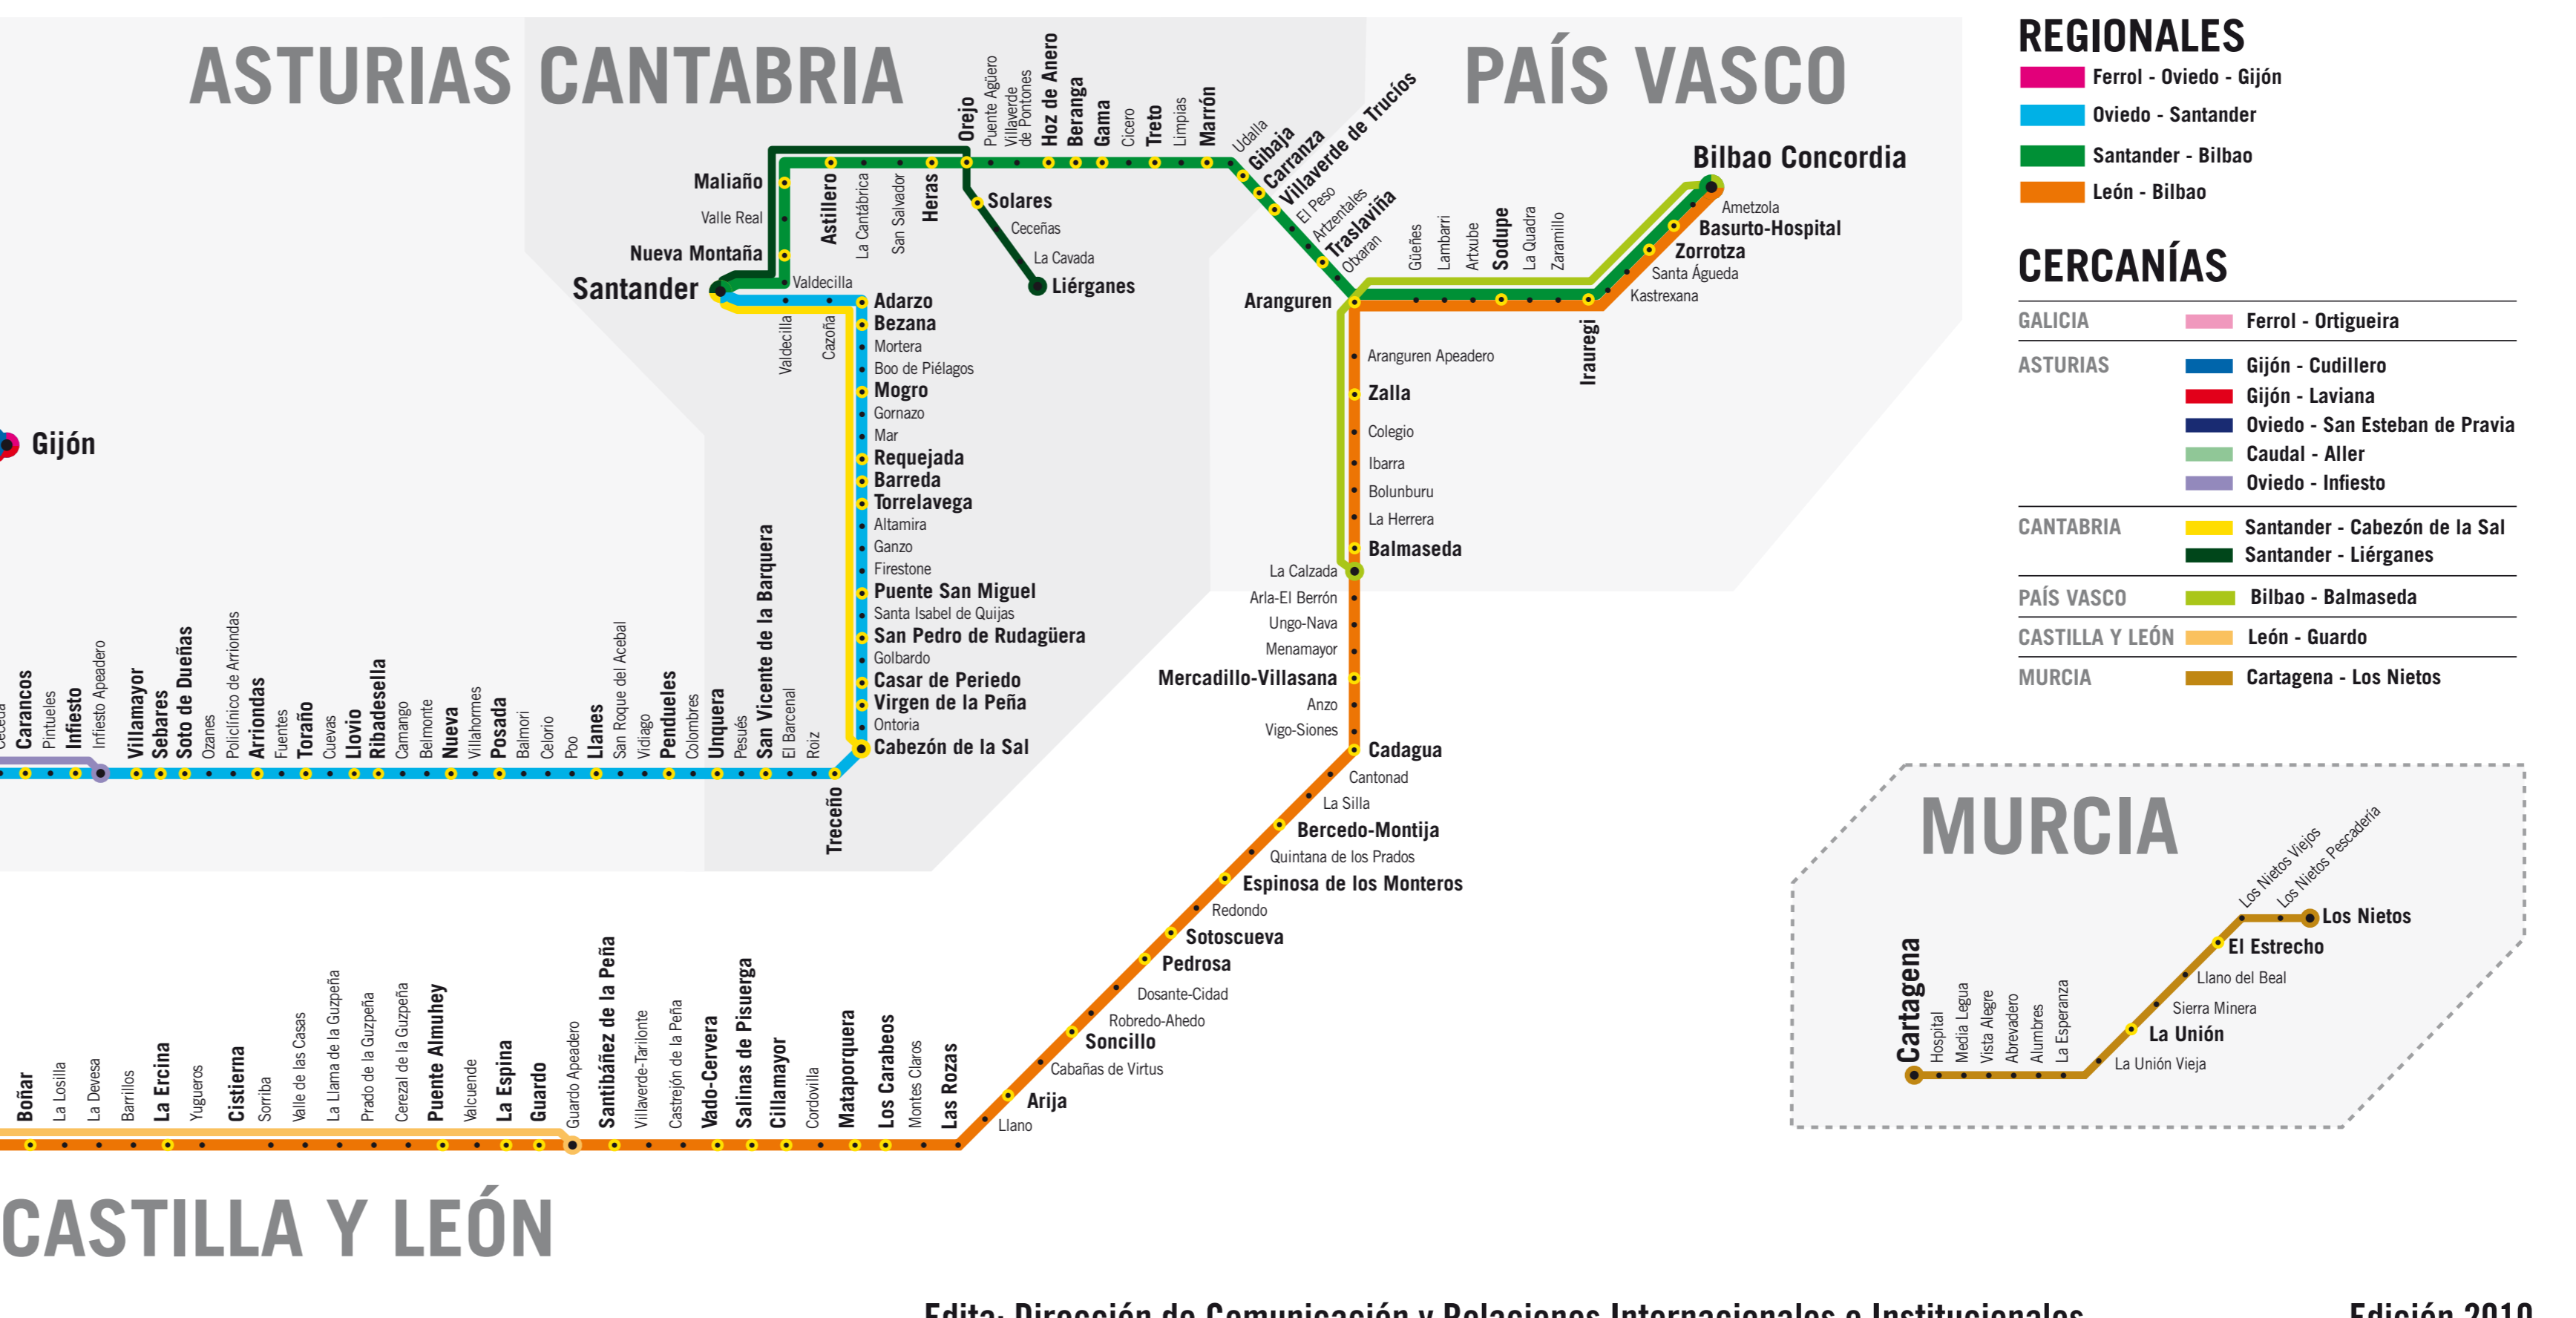 ASTURIAS
CANTABRIA
PAÍS VASCO
REGIONALES
Ferrol - Oviedo - Gijón
Oviedo - Santander
Santander - Bilbao
León - Bilbao
CERCANÍAS
GALICIA
Ferrol - Ortigueira
ASTURIAS
Gijón - Cudillero
Gijón - Laviana
Oviedo - San Esteban de Pravia
Caudal - Aller
Oviedo - Infiesto
CANTABRIA
Santander - Cabezón de la Sal
Santander - Liérganes
PAÍS VASCO
Bilbao - Balmaseda
CASTILLA Y LEÓN
León - Guardo
MURCIA
Cartagena - Los Nietos
Gijón
Santander
Nueva Montaña
Valle Real
Maliaño
Valdecilla
Astillero
La Cantábrica
San Salvador
Heras
Orejo
Puente Agüero
Villaverde
de Pontones
Hoz de Anero
Beranga
Gama
Cicero
Treto
Limpias
Marrón
Udalla
Gibaja
Carranza
Villaverde de Trucíos
El Peso
Artzentales
Traslaviña
Otxaran
Aranguren
Solares
Ceceñas
La Cavada
Liérganes
Güeñes
Lambarri
Artxube
Sodupe
La Quadra
Zaramillo
Irauregi
Kastrexana
Santa Águeda
Zorrotza
Basurto-Hospital
Ametzola
Bilbao Concordia
Valdecilla
Cazoña
Adarzo
Bezana
Mortera
Boo de Piélagos
Mogro
Gornazo
Mar
Requejada
Barreda
Torrelavega
Altamira
Ganzo
Firestone
Puente San Miguel
Santa Isabel de Quijas
San Pedro de Rudagüera
Golbardo
Casar de Periedo
Virgen de la Peña
Ontoria
Cabezón de la Sal
Carancos
Pintueles
Infiesto
Infiesto Apeadero
Villamayor
Sebares
Soto de Dueñas
Ozanes
Policlínico de Arriondas
Arriondas
Fuentes
Toraño
Cuevas
Llovio
Ribadesella
Camango
Belmonte
Nueva
Villahormes
Posada
Balmori
Celorio
Poo
Llanes
San Roque del Acebal
Vidiago
Pendueles
Colombres
Unquera
Pesués
San Vicente de la Barquera
El Barcenal
Roiz
Treceño
Aranguren Apeadero
Zalla
Colegio
Ibarra
Bolunburu
La Herrera
Balmaseda
La Calzada
Arla-El Berrón
Ungo-Nava
Menamayor
Mercadillo-Villasana
Anzo
Vigo-Siones
Cadagua
Cantonad
La Silla
Bercedo-Montija
Quintana de los Prados
Espinosa de los Monteros
Redondo
Sotoscueva
Pedrosa
Dosante-Cidad
Robredo-Ahedo
Soncillo
Cabañas de Virtus
Arija
Llano
Boñar
La Losilla
La Devesa
Barrillos
La Ercina
Yugueros
Cistierna
Sorriba
Valle de las Casas
La Llama de la Guzpeña
Prado de la Guzpeña
Cerezal de la Guzpeña
Puente Almuhey
Valcuende
La Espina
Guardo
Guardo Apeadero
Santibáñez de la Peña
Villaverde-Tarilonte
Castrejón de la Peña
Vado-Cervera
Salinas de Pisuerga
Cillamayor
Cordovilla
Mataporquera
Los Carabeos
Montes Claros
Las Rozas
MURCIA
Cartagena
Hospital
Media Legua
Vista Alegre
Abrevadero
Alumbres
La Esperanza
La Unión Vieja
La Unión
Sierra Minera
Llano del Beal
El Estrecho
Los Nietos Viejos
Los Nietos Pescadería
Los Nietos
CASTILLA Y LEÓN
Edita: Dirección de Comunicación y Relaciones Internacionales e Institucionales
Edición 2010